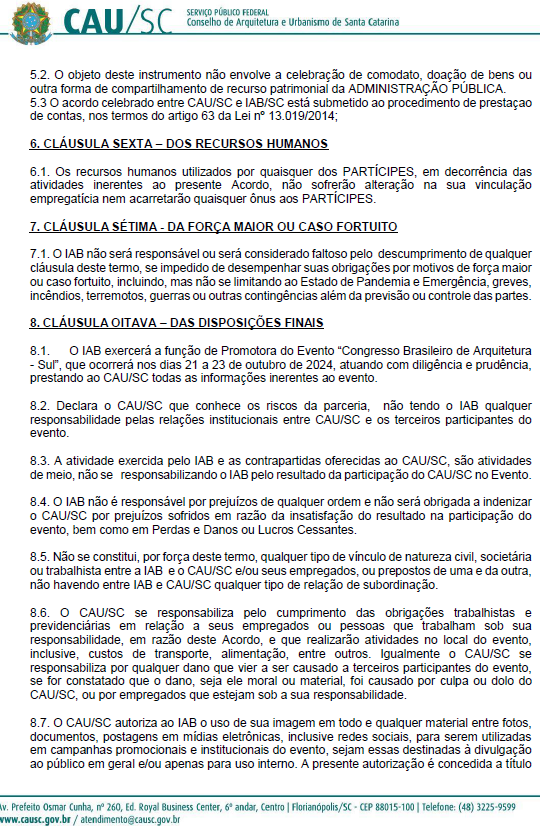 CAU/SC
SERVIÇO PÚBLICO FEDERAL
Conselho de Arquitetura e Urbanismo de Santa Catarina
5.2. O objeto deste instrumento não envolve a celebração de comodato, doação de bens ou
outra forma de compartilhamento de recurso patrimonial da ADMINISTRAÇÃO PÚBLICA.
5.3 O acordo celebrado entre CAU/SC e IAB/SC está submetido ao procedimento de prestaçao
de contas, nos termos do artigo 63 da Lei nº 13.019/2014;
6. CLÁUSULA SEXTA – DOS RECURSOS HUMANOS
6.1. Os recursos humanos utilizados por quaisquer dos PARTÍCIPES, em decorrência das
atividades inerentes ao presente Acordo, não sofrerão alteração na sua vinculação
empregatícia nem acarretarão quaisquer ônus aos PARTÍCIPES.
7. CLÁUSULA SÉTIMA - DA FORÇA MAIOR OU CASO FORTUITO
7.1. O IAB não será responsável ou será considerado faltoso pelo descumprimento de qualquer
cláusula deste termo, se impedido de desempenhar suas obrigações por motivos de força maior
ou caso fortuito, incluindo, mas não se limitando ao Estado de Pandemia e Emergência, greves,
incêndios, terremotos, guerras ou outras contingências além da previsão ou controle das partes.
8. CLÁUSULA OITAVA – DAS DISPOSIÇÕES FINAIS
8.1. O IAB exercerá a função de Promotora do Evento “Congresso Brasileiro de Arquitetura
- Sul”, que ocorrerá nos dias 21 a 23 de outubro de 2024, atuando com diligência e prudência,
prestando ao CAU/SC todas as informações inerentes ao evento.
8.2. Declara o CAU/SC que conhece os riscos da parceria, não tendo o IAB qualquer
responsabilidade pelas relações institucionais entre CAU/SC e os terceiros participantes do
evento.
8.3. A atividade exercida pelo IAB e as contrapartidas oferecidas ao CAU/SC, são atividades
de meio, não se responsabilizando o IAB pelo resultado da participação do CAU/SC no Evento.
8.4. O IAB não é responsável por prejuízos de qualquer ordem e não será obrigada a indenizar
o CAU/SC por prejuízos sofridos em razão da insatisfação do resultado na participação do
evento, bem como em Perdas e Danos ou Lucros Cessantes.
8.5. Não se constitui, por força deste termo, qualquer tipo de vínculo de natureza civil, societária
ou trabalhista entre a IAB e o CAU/SC e/ou seus empregados, ou prepostos de uma e da outra,
não havendo entre IAB e CAU/SC qualquer tipo de relação de subordinação.
8.6. O CAU/SC se responsabiliza pelo cumprimento das obrigações trabalhistas e
previdenciárias em relação a seus empregados ou pessoas que trabalham sob sua
responsabilidade, em razão deste Acordo, e que realizarão atividades no local do evento,
inclusive, custos de transporte, alimentação, entre outros. Igualmente o CAU/SC se
responsabiliza por qualquer dano que vier a ser causado a terceiros participantes do evento,
se for constatado que o dano, seja ele moral ou material, foi causado por culpa ou dolo do
CAU/SC, ou por empregados que estejam sob a sua responsabilidade.
8.7. O CAU/SC autoriza ao IAB o uso de sua imagem em todo e qualquer material entre fotos,
documentos, postagens em mídias eletrônicas, inclusive redes sociais, para serem utilizadas
em campanhas promocionais e institucionais do evento, sejam essas destinadas à divulgação
ao público em geral e/ou apenas para uso interno. A presente autorização é concedida a título
Av. Prefeito Osmar Cunha, nº 260, Ed. Royal Business Center, 6º andar, Centro | Florianópolis/SC - CEP 88015-100 | Telefone: (48) 3225-9599
www.causc.gov.br / atendimento@causc.gov.br